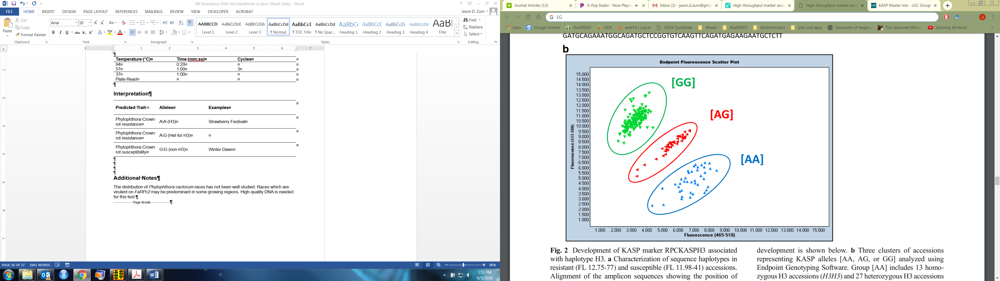 RB Strawberry DNA test handbook v1.docx [Read-Only] - Word
FILE HOME INSERT DESIGN PAGE LAYOUT REFERENCES MAILINGS REVIEW VIEW DEVELOPER ACROBAT
Jason D. Zurn
Paste
Cut
Copy
Format Painter
Clipboard
Arial 10
Font
Paragraph
AABBCCD AABBCCDDE AaBbCcDdE AaBbCcDd AaBbCcE AaBbCcDd AaBbC AaBbCcE AaBbCcD AaBbCcDd AaBl
Level 1 Level 2 Level 3 ¶ Normal ¶ TOC Title ¶ No Spac... Heading 1 Heading 2 Heading 3 Heading 4 Title
Styles
Find
Replace
Select
Editing
1 1 2 3 4 5 6 7
¶
Temperature·(°C)¤ Time·(mm:ss)¤ Cycles¤ ¤
94¤ 0:20¤ ¤ ¤
57¤ 1:00¤ 3¤ ¤
37¤ 1:00¤ ¤ ¤
Plate·Read¤ ¤ ¤ ¤
¶
Interpretation¶
Predicted·Trait·¤ Alleles¤ Examples¤ ¤
Phytophthora·Crown·
rot·resistance¤ A\A·(H3)¤ Strawberry·Festival¤ ¤
Phytophthora·Crown·
rot·resistance¤ A\G·(Het·for·H3)¤ ¤ ¤
Phytophthora·Crown·
rot·susceptibility¤ G\G·(non-H3)¤ Winter·Dawn¤ ¤
¶
¶
¶
¶
Additional·Notes¶
The·distribution·of·Phytophthora·cactorum·races·has·not·been·well·studied.·Races·which·are·
virulent·on·FaRPc2·may·be·predominant·in·some·growing·regions.·High-quality·DNA·is·needed·
for·this·test.¶
Page Break ¶
PAGE 16 OF 17 1941 WORDS
90%
1:51 PM
9/5/2018
Journal Articles (13) K-Pop Radio - Now Playin Inbox (2) - jason.d.zurn@gma High-throughput marker assa High-throughput marker assa KASP Master mix - LGC Group
LG
Apps Google Scholar RosBREED GDR webTA | Log In USDA Quicklinks Wheat RosBREED Bioinformatics jobs and apps Synonyms of Aegilop The Upturned Micro Spinning Workout
GATGCAGAAATGGCAGATGCTCCGGTGTCAAGTTCAGATGAGAAGAATGCTCTT
b
Endpoint Fluorescence Scatter Plot
[GG]
[AG]
[AA]
Fluorescence (533-580)
15.000
14.500
14.000
13.500
13.000
12.500
12.000
11.500
11.000
10.500
10.000
9.500
9.000
8.500
8.000
7.500
7.000
6.500
6.000
5.500
5.000
4.500
4.000
3.500
3.000
2.500
2.000
1.500
1.000
1.000 2.000 3.000 4.000 5.000 6.000 7.000 8.000 9.000 10.000 11.000 12.000 13.000 14.000 15.000
Fluorescence (465-510)
Fig. 2 Development of KASP marker RPCKASPH3 associated
with haplotype H3. a Characterization of sequence haplotypes in
resistant (FL 12.75-77) and susceptible (FL 11.98-41) accessions.
Alignment of the amplicon sequences showing the position of
development is shown below. b Three clusters of accessions
representing KASP alleles [AA, AG, or GG] analyzed using
Endpoint Genotyping Software. Group [AA] includes 13 homo-
zygous H3 accessions (H3H3) and 27 heterozygous H3 accessions